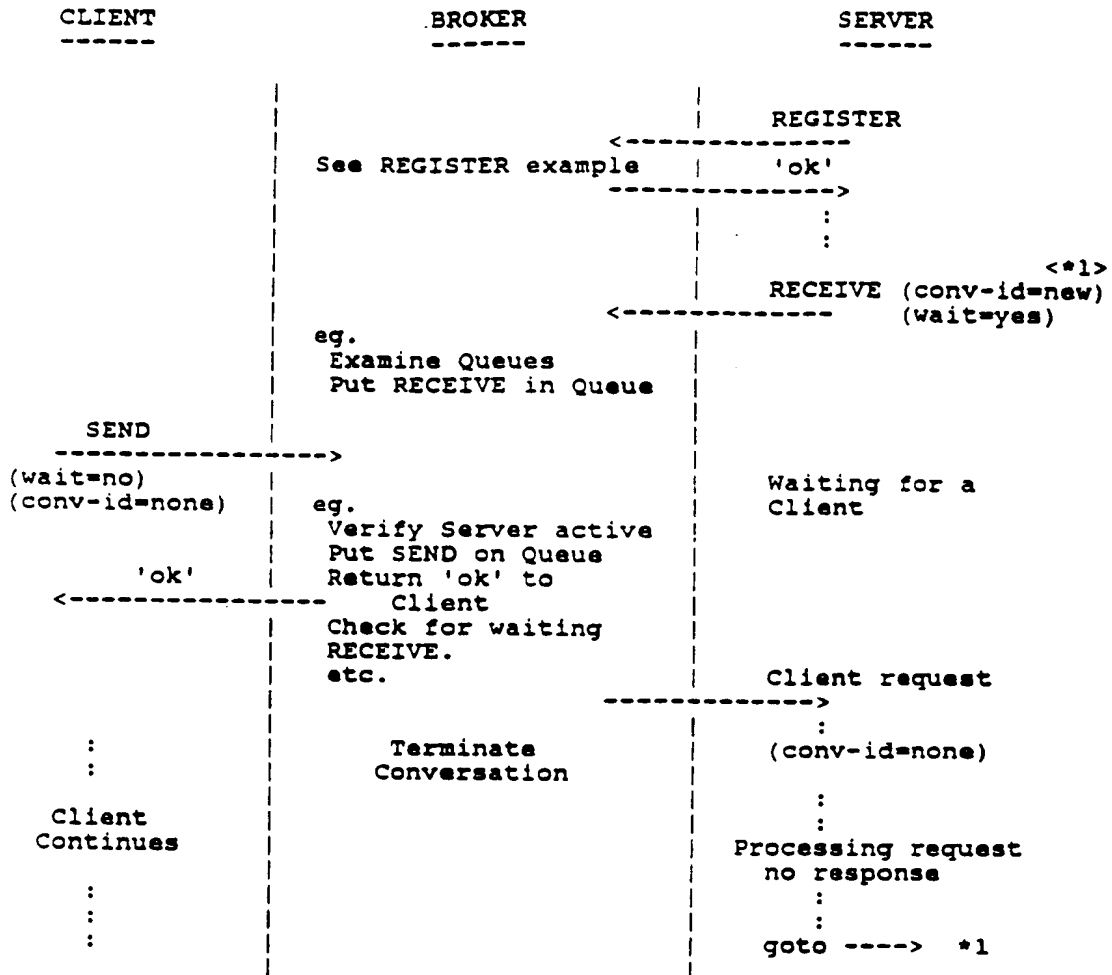 CLIENT BROKER SERVER
------ ------ ------
REGISTER
<--------------
See REGISTER example 'ok'
-------------->
:
:
<*1>
RECEIVE (conv-id=new)
<------------- (wait=yes)
eg.
Examine Queues
Put RECEIVE in Queue
SEND
----------------->
(wait=no)
(conv-id=none)
Waiting for a
Client
eg.
Verify Server active
Put SEND on Queue
'ok' Return 'ok' to
<---------------- Client
Check for waiting
RECEIVE.
etc.
Client request
------------->
:
: Terminate (conv-id=none)
: Conversation
:
Client :
Continues Processing request
no response
: :
: :
: goto ----> *1